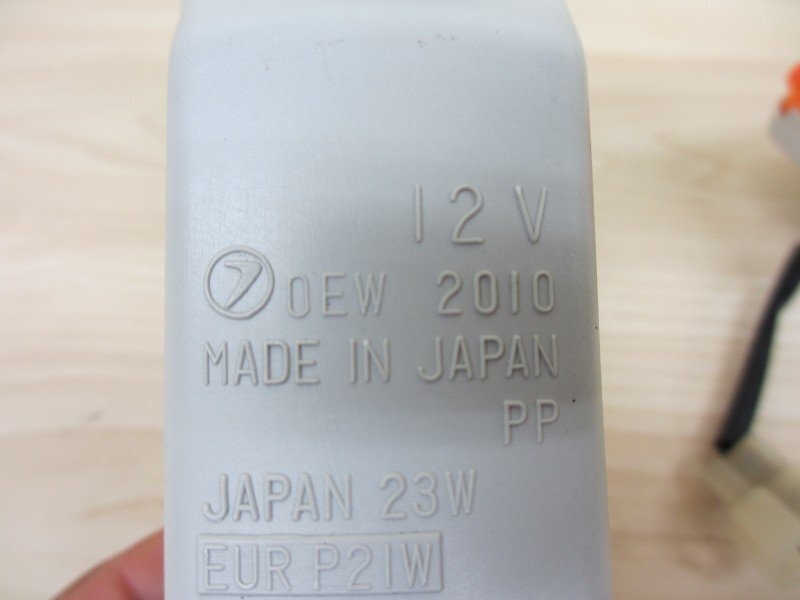 12V
OEW 2010
MADE IN JAPAN
PP
JAPAN 23W
EUR P21W